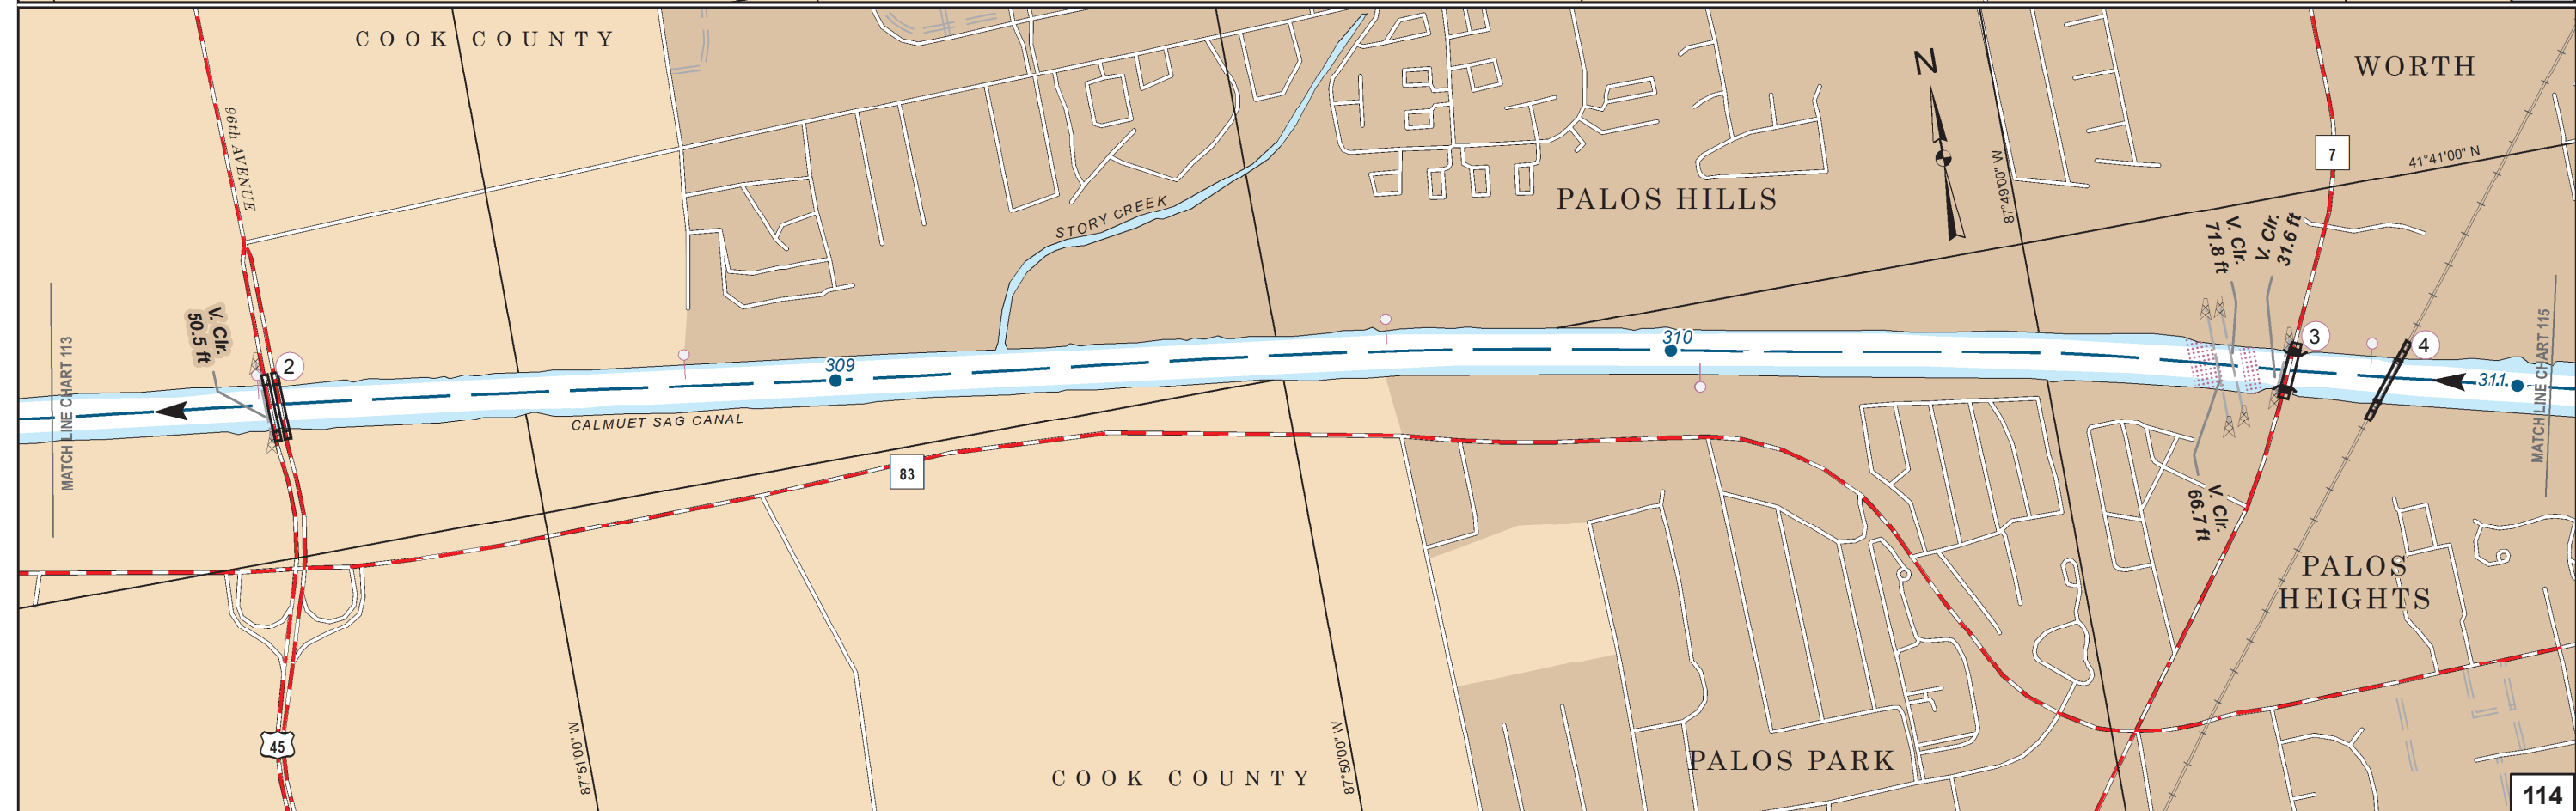 COOK COUNTY
WORTH
N
96th AVENUE
7
41°41'00" N
87°49'00" W
PALOS HILLS
STORY CREEK
V. Clr.
71.8 ft
V. Clr.
31.6 ft
V. Clr.
50.5 ft
MATCH LINE CHART 113
2
309
310
3
4
311
MATCH LINE CHART 115
CALMUET SAG CANAL
83
V. Clr.
66.7 ft
PALOS
HEIGHTS
45
87°51'00" W
87°50'00" W
COOK COUNTY
PALOS PARK
114